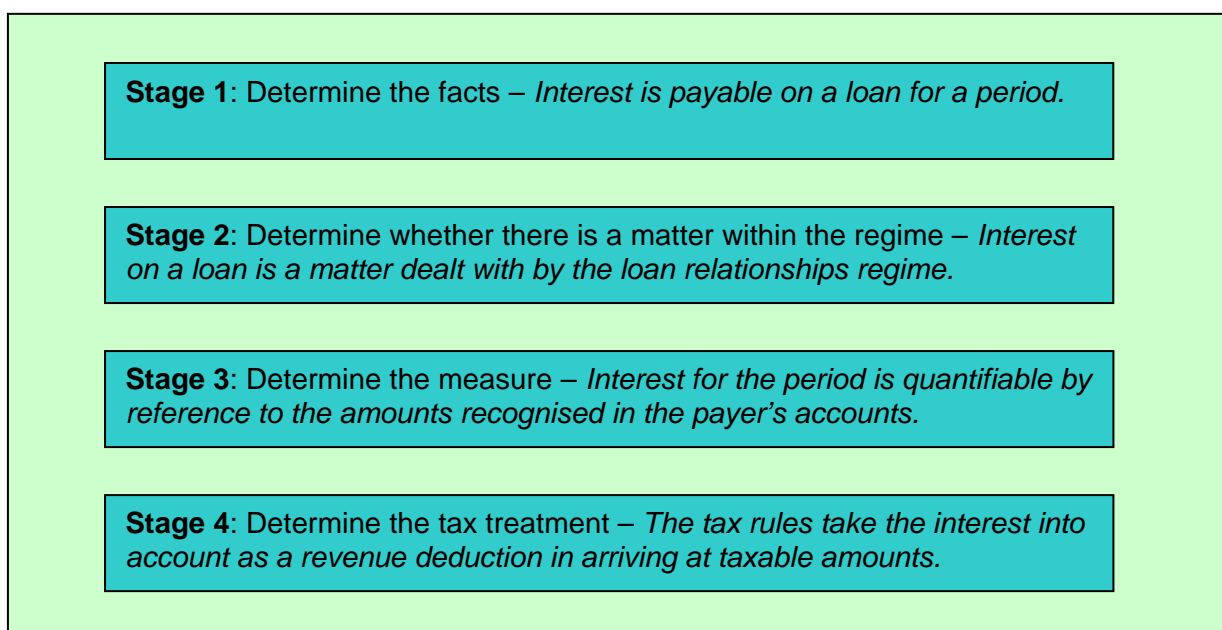 Stage 1: Determine the facts – Interest is payable on a loan for a period.
Stage 2: Determine whether there is a matter within the regime – Interest
on a loan is a matter dealt with by the loan relationships regime.
Stage 3: Determine the measure – Interest for the period is quantifiable by
reference to the amounts recognised in the payer’s accounts.
Stage 4: Determine the tax treatment – The tax rules take the interest into
account as a revenue deduction in arriving at taxable amounts.